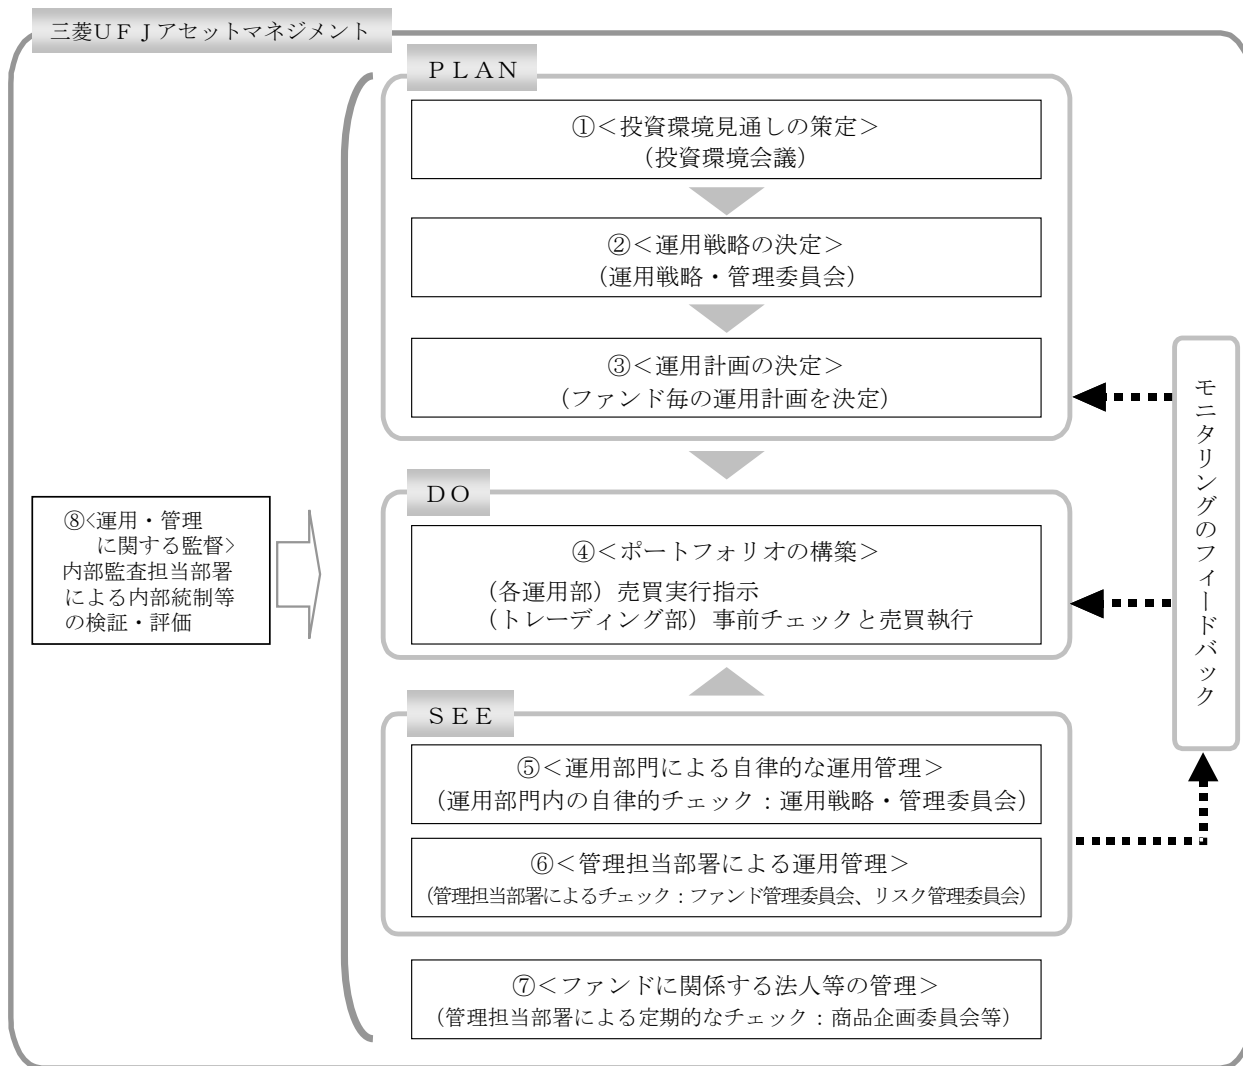 三菱ＵＦＪアセットマネジメント
ＰＬＡＮ
①＜投資環境見通しの策定＞
（投資環境会議）
②＜運用戦略の決定＞
（運用戦略・管理委員会）
③＜運用計画の決定＞
（ファンド毎の運用計画を決定）
ＤＯ
④＜ポートフォリオの構築＞
（各運用部）売買実行指示
（トレーディング部）事前チェックと売買執行
ＳＥＥ
⑤＜運用部門による自律的な運用管理＞
（運用部門内の自律的チェック：運用戦略・管理委員会）
⑥＜管理担当部署による運用管理＞
（管理担当部署によるチェック：ファンド管理委員会、リスク管理委員会）
⑦＜ファンドに関係する法人等の管理＞
（管理担当部署による定期的なチェック：商品企画委員会等）
⑧<運用・管理
に関する監督>
内部監査担当部署
による内部統制等
の検証・評価
モニタリングのフィードバック